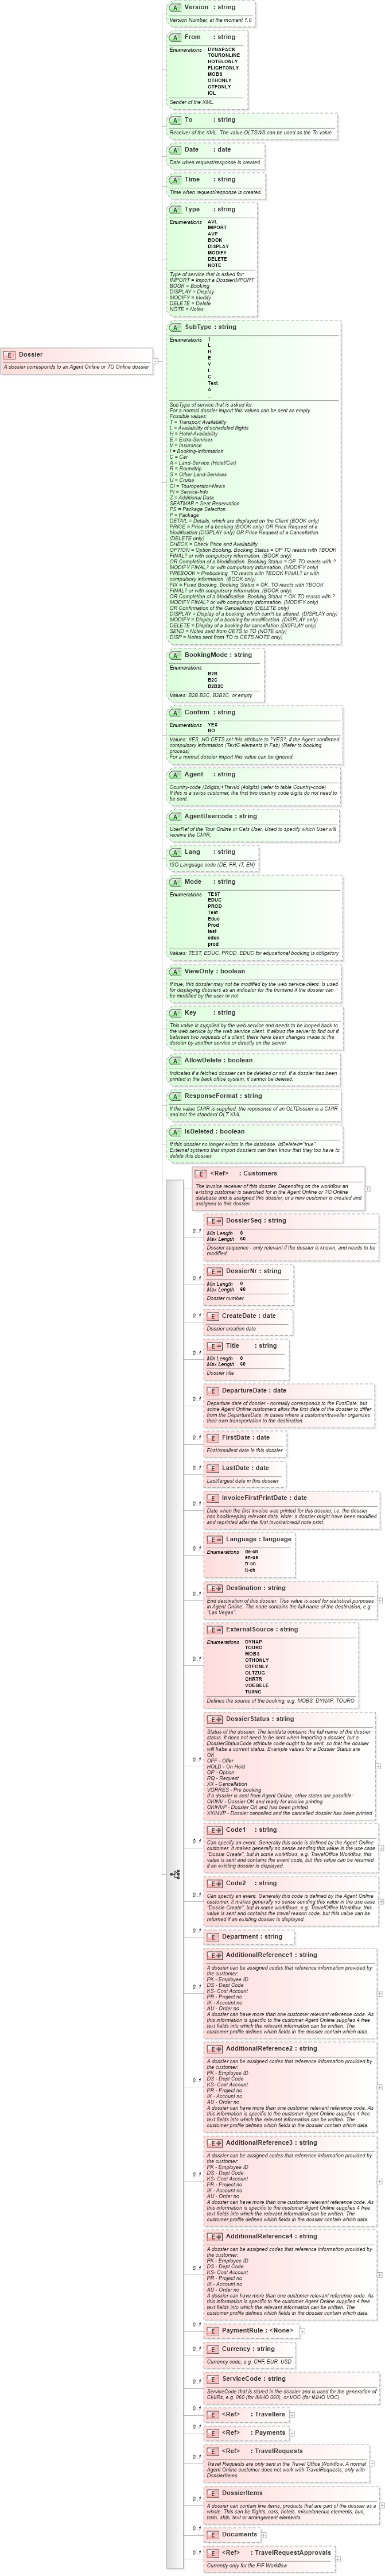 A Version : string
Version Number, at the moment 1.0
A From : string
Enumerations DYNAPACK
TOURONLINE
HOTELONLY
FLIGHTONLY
MOBS
OTHONLY
OTFONLY
IOL
Sender of the XML.
A To : string
Receiver of the XML. The value OLTSWS can be used as the To value.
A Date : date
Date when request/response is created.
A Time : string
Time when request/response is created.
A Type : string
Enumerations AVL
IMPORT
AVP
BOOK
DISPLAY
MODIFY
DELETE
NOTE
Type of service that is asked for:
IMPORT = Import a DossierIMPORT
BOOK = Booking
DISPLAY = Display
MODIFY = Modify
DELETE = Delete
NOTE = Notes
E Dossier
A dossier corresponds to an Agent Online or TO Online dossier
A SubType : string
Enumerations T
L
H
E
V
I
C
Text
A
...
SubType of service that is asked for.
For a normal dossier import this values can be sent as empty.
Possible values:
T = Transport Availability
L = Availability of scheduled flights
H = Hotel-Availability
E = Extra-Services
V = Insurance
I = Booking-Information
C = Car
A = Land-Service (Hotel/Car)
R = Roundtrip
S = Other Land-Services
U = Cruise
CI = Touroperator-News
PI = Service-Info
Z = Additional Date
SEATMAP = Seat Reservation
PS = Package Selection
P = Package
DETAIL = Details, which are displayed on the Client (BOOK only)
PRICE = Price of a booking (BOOK only) OR Price Request of a
Modification (DISPLAY only) OR Price Request of a Cancellation
(DELETE only)
CHECK = Check Price and Availability
OPTION = Option Booking. Booking Status = OP. TO reacts with ?BOOK
FINAL? or with compulsory information. (BOOK only)
OR Completion of a Modification. Booking Status = OP. TO reacts with ?
MODIFY FINAL? or with compulsory information. (MODIFY only)
PREBOOK = Prebooking. TO reacts with ?BOOK FINAL? or with
compulsory information. (BOOK only)
FIX = Fixed Booking. Booking Status = OK. TO reacts with ?BOOK
FINAL? or with compulsory information. (BOOK only)
OR Completion of a Modification. Booking Status = OK TO reacts with ?
MODIFY FINAL? or with compulsory information. (MODIFY only)
OR Confirmation of the Cancellation (DELETE only)
DISPLAY = Display of a booking, which can?t be altered. (DISPLAY only)
MODIFY = Display of a booking for modification. (DISPLAY only)
DELETE = Display of a booking for cancellation (DISPLAY only)
SEND = Notes sent from CETS to TO (NOTE only)
DISP = Notes sent from TO to CETS NOTE only)
A BookingMode : string
Enumerations
B2B
B2C
B2B2C
Values: B2B,B2C, B2B2C, or empty
A Confirm : string
Enumerations YES
NO
Values: YES, NO CETS set this attribute to ?YES?, if the Agent confirmed
compulsory information (TextC elements in Fab) (Refer to booking
process)
For a normal dossier import this value can be ignored.
A Agent : string
Country-code (2digits)+TravId (4digits) (refer to table Country-code)
If this is a swiss customer, the first two country code digits do not need to
be sent.
A AgentUsercode : string
UserRef of the Tour Online or Cets User. Used to specify which User will
receive the CMIR.
A Lang : string
ISO Language code (DE, FR, IT, EN)
A Mode : string
Enumerations TEST
EDUC
PROD
Test
Educ
Prod
test
educ
prod
Values: TEST, EDUC, PROD. EDUC for educational booking is obligatory
A ViewOnly : boolean
If true, this dossier may not be modified by the web service client. Is used
for displaying dossiers as an indicator for the frontend if the dossier can
be modified by the user or not.
A Key : string
This value is supplied by the web service and needs to be looped back to
the web service by the web service client. It allows the server to find out if
between two requests of a client, there have been changes made to the
dossier by another service or directly on the server.
A AllowDelete : boolean
Indicates if a fetched dossier can be deleted or not. If a dossier has been
printed in the back office system, it cannot be deleted.
A ResponseFormat : string
If the value CMIR is supplied, the repsonse of an OLTDossier is a CMIR
and not the standard OLT XML
A IsDeleted : boolean
If this dossier no longer exists in the database, isDeleted="true".
External systems that import dossiers can then know that they too have to
delete this dossier.
E <Ref> : Customers
The invoice receiver of this dossier. Depending on the workflow an
existing customer is searched for in the Agent Online or TO Online
database and is assigned this dossier, or a new customer is created and
assigned to this dossier.
0..1 E DossierSeq : string
Min Length 0
Max Length 60
Dossier sequence - only relevant if the dossier is known, and needs to be
modified.
0..1 E DossierNr : string
Min Length 0
Max Length 60
Dossier number
0..1 E CreateDate : date
Dossier creation date
0..1 E Title : string
Min Length 0
Max Length 60
Dossier title
0..1 E DepartureDate : date
Departure date of dossier - normally corresponds to the FirstDate, but
some Agent Online customers allow the first date of the dossier to differ
from the DepartureDate, in cases where a customer/traveller organizes
their own transportation to the destination.
0..1 E FirstDate : date
First/smallest date in this dossier
0..1 E LastDate : date
Last/largest date in this dossier
0..1 E InvoiceFirstPrintDate : date
Date when the first invoice was printed for this dossier, i.e. the dossier
has bookkeeping relevant data. Note: a dossier might have been modified
and reprinted after the first invoice/credit note print.
0..1 E Language : language
Enumerations de-ch
en-us
fr-ch
it-ch
0..1 E Destination : string
End destination of this dossier. This value is used for statistical purposes
in Agent Online. The node contains the full name of the destination, e.g.
"Las Vegas".
0..1 E ExternalSource : string
Enumerations DYNAP
TOURO
MOBS
OTHONLY
OTFONLY
OLTZUG
CHRTR
VOEGELE
TUIINC
Defines the source of the booking, e.g. MOBS, DYNAP, TOURO
0..1 E DossierStatus : string
Status of the dossier. The textdata contains the full name of the dossier
status. It does not need to be sent when importing a dossier, but a
DossierStatusCode attribute code ought to be sent, so that the dossier
will habe a current status. Example values for a Dossier Status are
OK
OFF - Offer
HOLD - On Hold
OP - Option
RQ - Request
XX - Cancellation
VORRES - Pre booking
If a dossier is sent from Agent Online, other states are possible:
OKINV - Dossier OK and ready for invoice printing
OKINVP - Dossier OK and has been printed
XXINVP - Dossier cancelled and the cancelled dossier has been printed
0..1 E Code1 : string
Can specify an event. Generally this code is defined by the Agent Online
customer. It makes generally no sense sending this value in the use case
"Dossie Create", but in some workflows, e.g. TravelOffice Workflow, this
value is sent and contains the event code, but this value can be returned
if an existing dossier is displayed.
0..1 E Code2 : string
Can specify an event. Generally this code is defined by the Agent Online
customer. It makes generally no sense sending this value in the use case
"Dossie Create", but in some workflows, e.g. TravelOffice Workflow, this
value is sent and contains the travel reason code, but this value can be
returned if an existing dossier is displayed.
0..1 E Department : string
0..1 E AdditionalReference1 : string
A dossier can be assigned codes that reference information provided by
the customer:
PK - Employee ID
DS - Dept Code
KS- Cost Account
PR - Project no
IK - Account no
AU - Order no
A dossier can have more than one customer relevant reference code. As
this information is specific to the customer Agent Online supplies 4 free
text fields into which the relevant information can be written. The
customer profile defines which fields in the dossier contain which data.
0..1 E AdditionalReference2 : string
A dossier can be assigned codes that reference information provided by
the customer:
PK - Employee ID
DS - Dept Code
KS- Cost Account
PR - Project no
IK - Account no
AU - Order no
A dossier can have more than one customer relevant reference code. As
this information is specific to the customer Agent Online supplies 4 free
text fields into which the relevant information can be written. The
customer profile defines which fields in the dossier contain which data.
0..1 E AdditionalReference3 : string
A dossier can be assigned codes that reference information provided by
the customer:
PK - Employee ID
DS - Dept Code
KS- Cost Account
PR - Project no
IK - Account no
AU - Order no
A dossier can have more than one customer relevant reference code. As
this information is specific to the customer Agent Online supplies 4 free
text fields into which the relevant information can be written. The
customer profile defines which fields in the dossier contain which data.
0..1 E AdditionalReference4 : string
A dossier can be assigned codes that reference information provided by
the customer:
PK - Employee ID
DS - Dept Code
KS- Cost Account
PR - Project no
IK - Account no
AU - Order no
A dossier can have more than one customer relevant reference code. As
this information is specific to the customer Agent Online supplies 4 free
text fields into which the relevant information can be written. The
customer profile defines which fields in the dossier contain which data.
0..1 E PaymentRule : <None>
0..1 E Currency : string
Currency code, e.g. CHF, EUR, USD
0..1 E ServiceCode : string
ServiceCode that is stored in the dossier and is used for the generation of
CMIRs, e.g. 060 (for IMHO 060), or VOC (for IMHO VOC)
0..1 E <Ref> : Travellers
0..1 E <Ref> : Payments
0..1 E <Ref> : TravelRequests
Travel Requests are only sent in the Travel Office Workflow. A normal
Agent Online customer does not work with TravelRequests, only with
DossierItems.
0..1 E DossierItems
A dossier can contain line items, products that are part of the dossier as a
whole. This can be flights, cars, hotels, miscellaneous elements, bus,
train, ship, text or arrangement elements.
0..1 E Documents
0..1 E <Ref> : TravelRequestApprovals
Currently only for the FIF Workflow